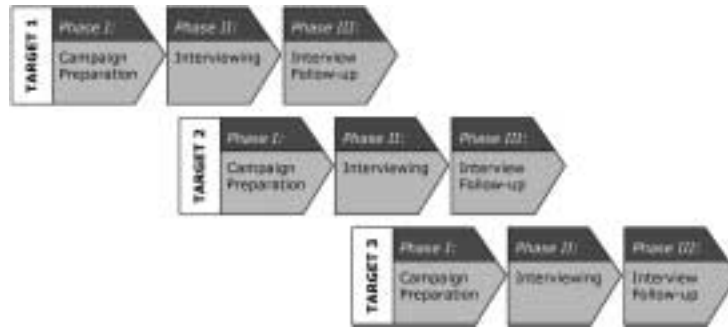 TARGET 1
Phase I:
Campaign
Preparation
Phase II:
Interviewing
Phase III:
Interview
Follow-up
TARGET 2
Phase I:
Campaign
Preparation
Phase II:
Interviewing
Phase III:
Interview
Follow-up
TARGET 3
Phase I:
Campaign
Preparation
Phase II:
Interviewing
Phase III:
Interview
Follow-up